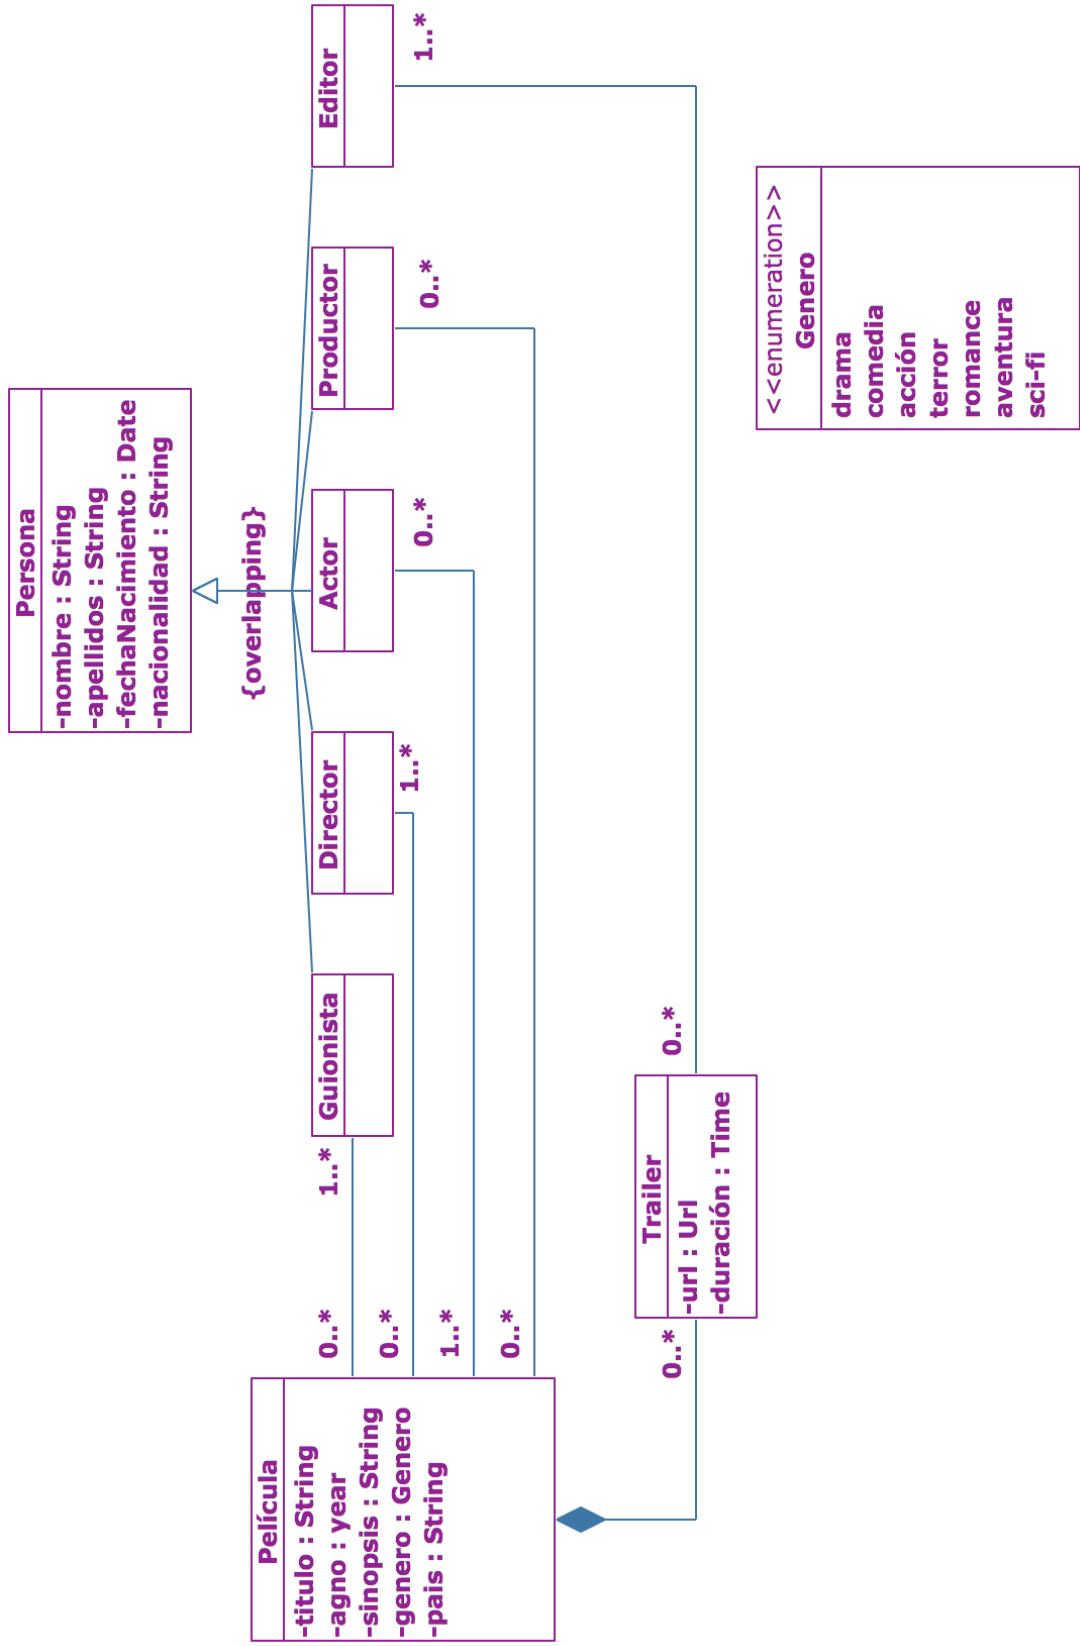 Persona
-nombre : String
-apellidos : String
-fechaNacimiento : Date
-nacionalidad : String
{overlapping}
Guionista
Director
Actor
Productor
Editor
1..*
1..*
0..*
0..*
1..*
0..*
0..*
1..*
0..*
Película
-titulo : String
-agno : year
-sinopsis : String
-genero : Genero
-pais : String
0..*
0..*
Trailer
-url : Url
-duración : Time
<<enumeration>>
Genero
drama
comedia
acción
terror
romance
aventura
sci-fi